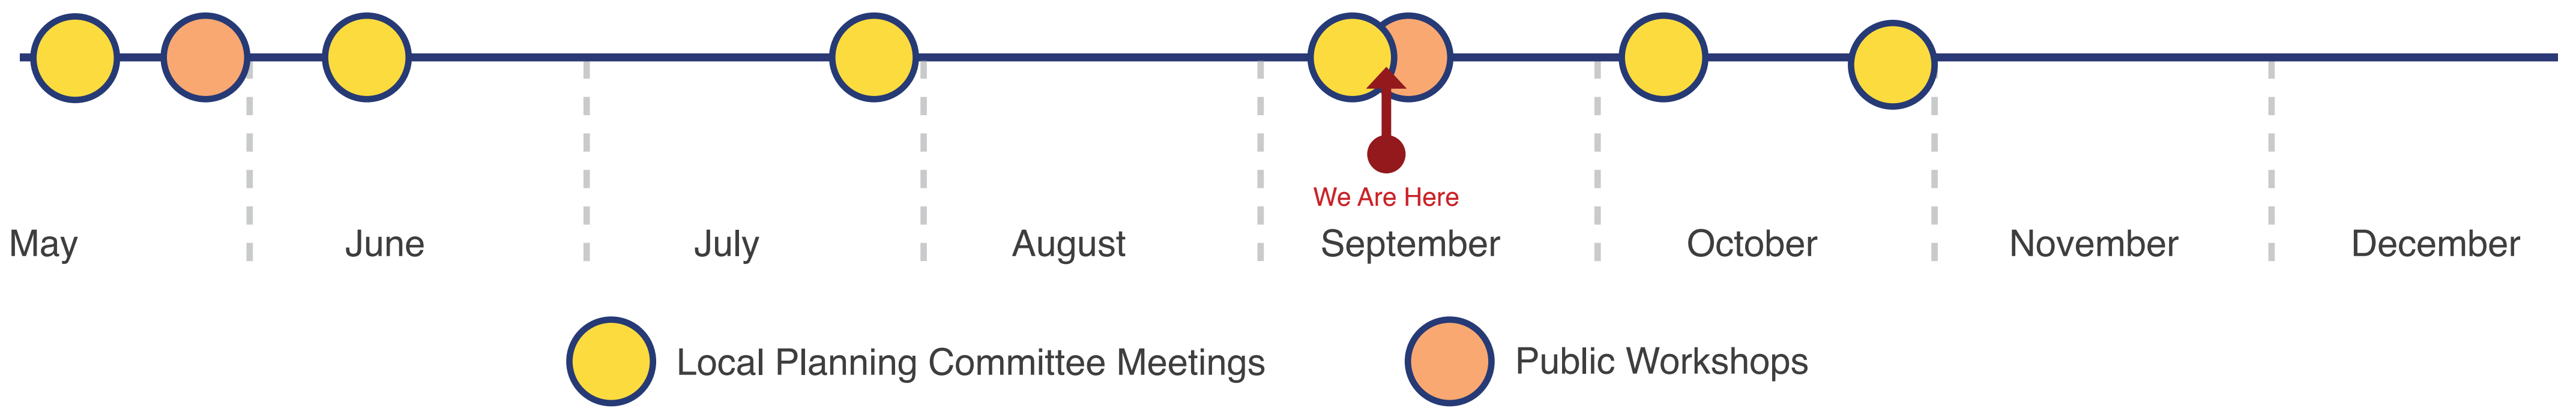 We Are Here
May June July August September October November December
Local Planning Committee Meetings Public Workshops